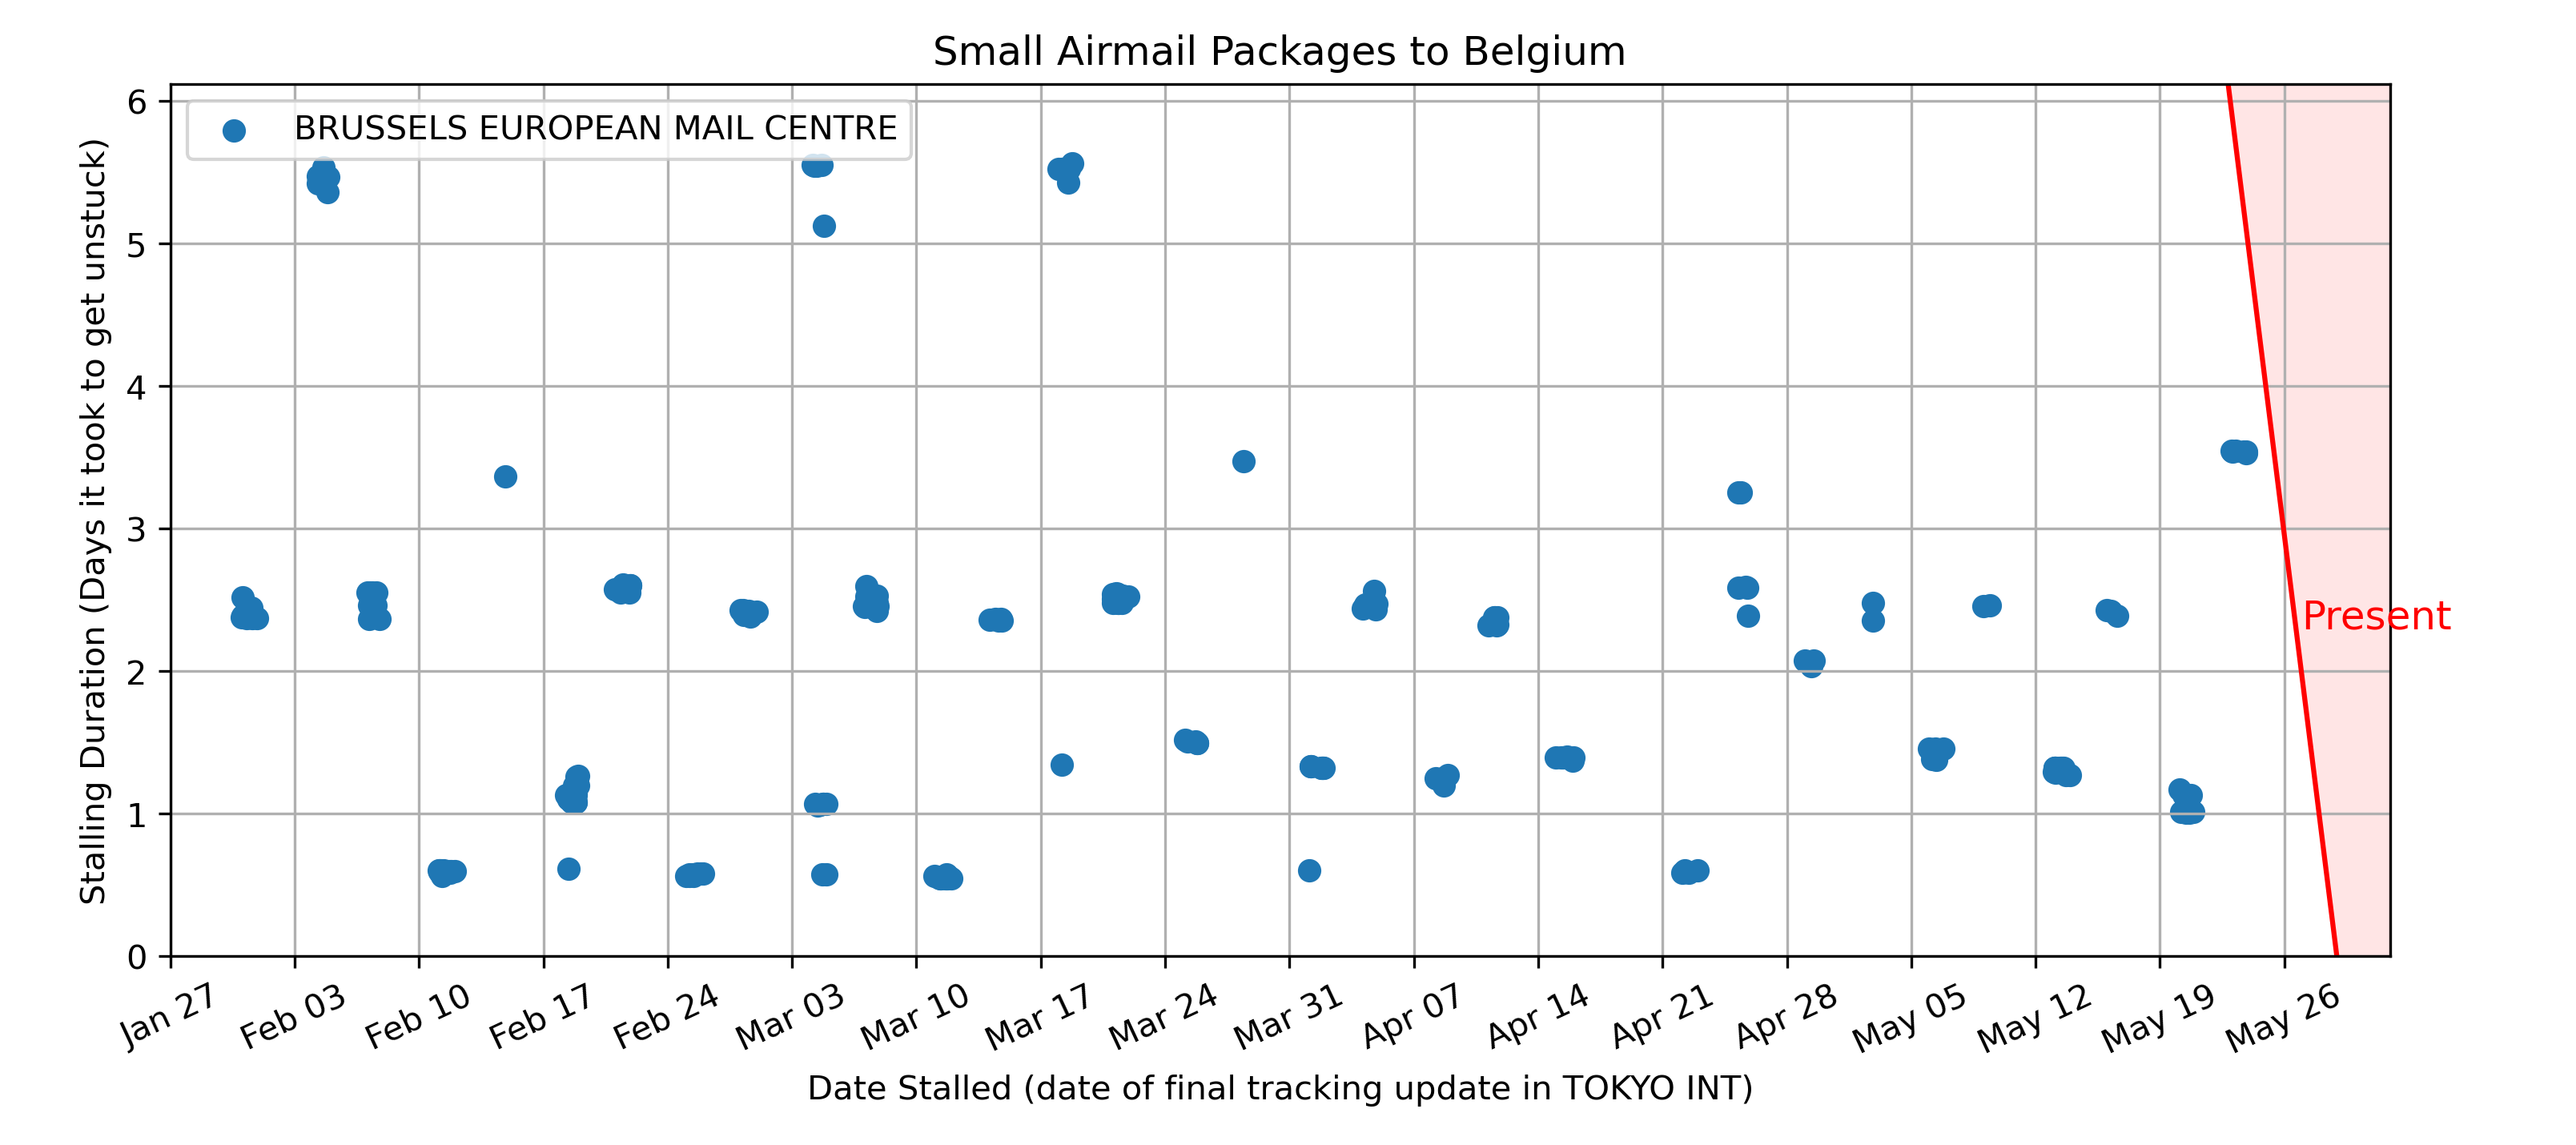 Small Airmail Packages to Belgium
BRUSSELS EUROPEAN MAIL CENTRE
Stalling Duration (Days it took to get unstuck)
6
5
4
3
2
1
0
Present
Jan 27
Feb 03
Feb 10
Feb 17
Feb 24
Mar 03
Mar 10
Mar 17
Mar 24
Mar 31
Apr 07
Apr 14
Apr 21
Apr 28
May 05
May 12
May 19
May 26
Date Stalled (date of final tracking update in TOKYO INT)